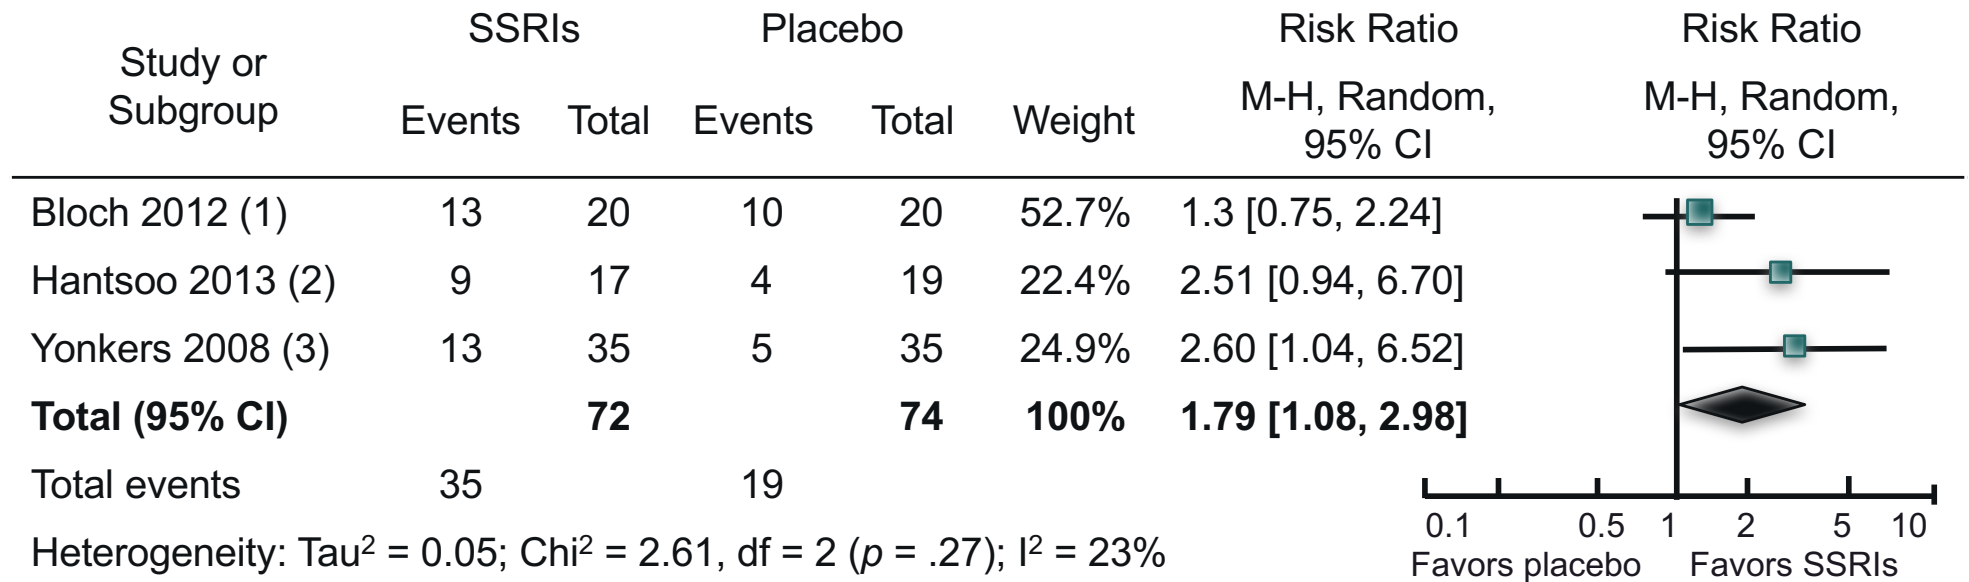 SSRIs Placebo Risk Ratio Risk Ratio
Study or Subgroup Events Total Events Total Weight M-H, Random, 95% CI M-H, Random, 95% CI
Bloch 2012 (1) 13 20 10 20 52.7% 1.3 [0.75, 2.24]
Hantsoo 2013 (2) 9 17 4 19 22.4% 2.51 [0.94, 6.70]
Yonkers 2008 (3) 13 35 5 35 24.9% 2.60 [1.04, 6.52]
Total (95% CI) 72 74 100% 1.79 [1.08, 2.98]
Total events 35 19
0.1 0.5 1 2 5 10
Heterogeneity: Tau² = 0.05; Chi² = 2.61, df = 2 (p = .27); I² = 23%
Favors placebo Favors SSRIs